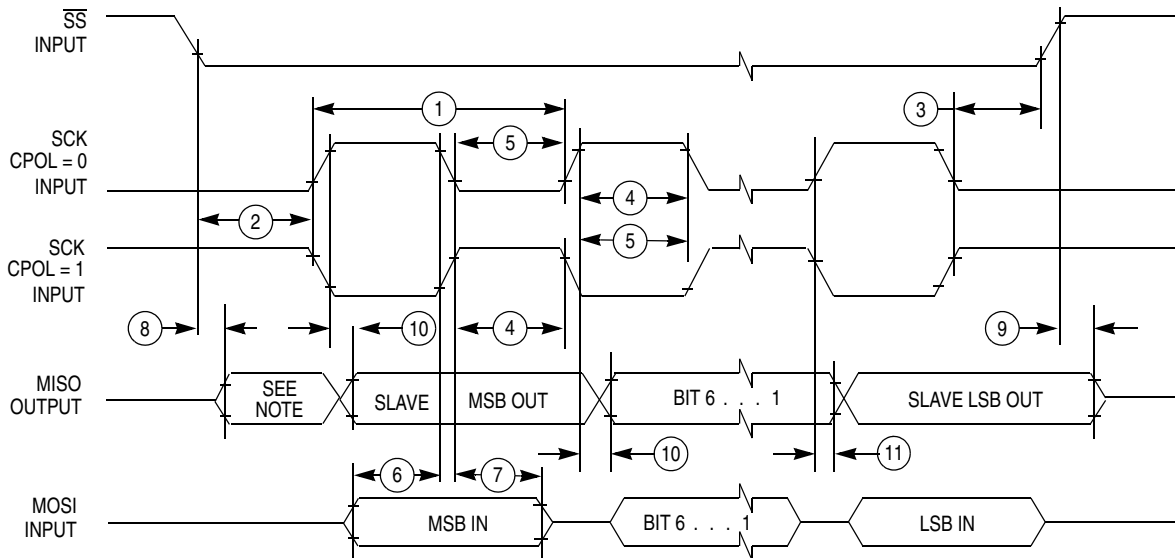 SS
INPUT
1
3
SCK
CPOL = 0
INPUT
5
4
2
5
SCK
CPOL = 1
INPUT
8
10
4
9
MISO
OUTPUT
SEE
NOTE
SLAVE
MSB OUT
BIT 6 . . . 1
SLAVE LSB OUT
10
11
6
7
MOSI
INPUT
MSB IN
BIT 6 . . . 1
LSB IN